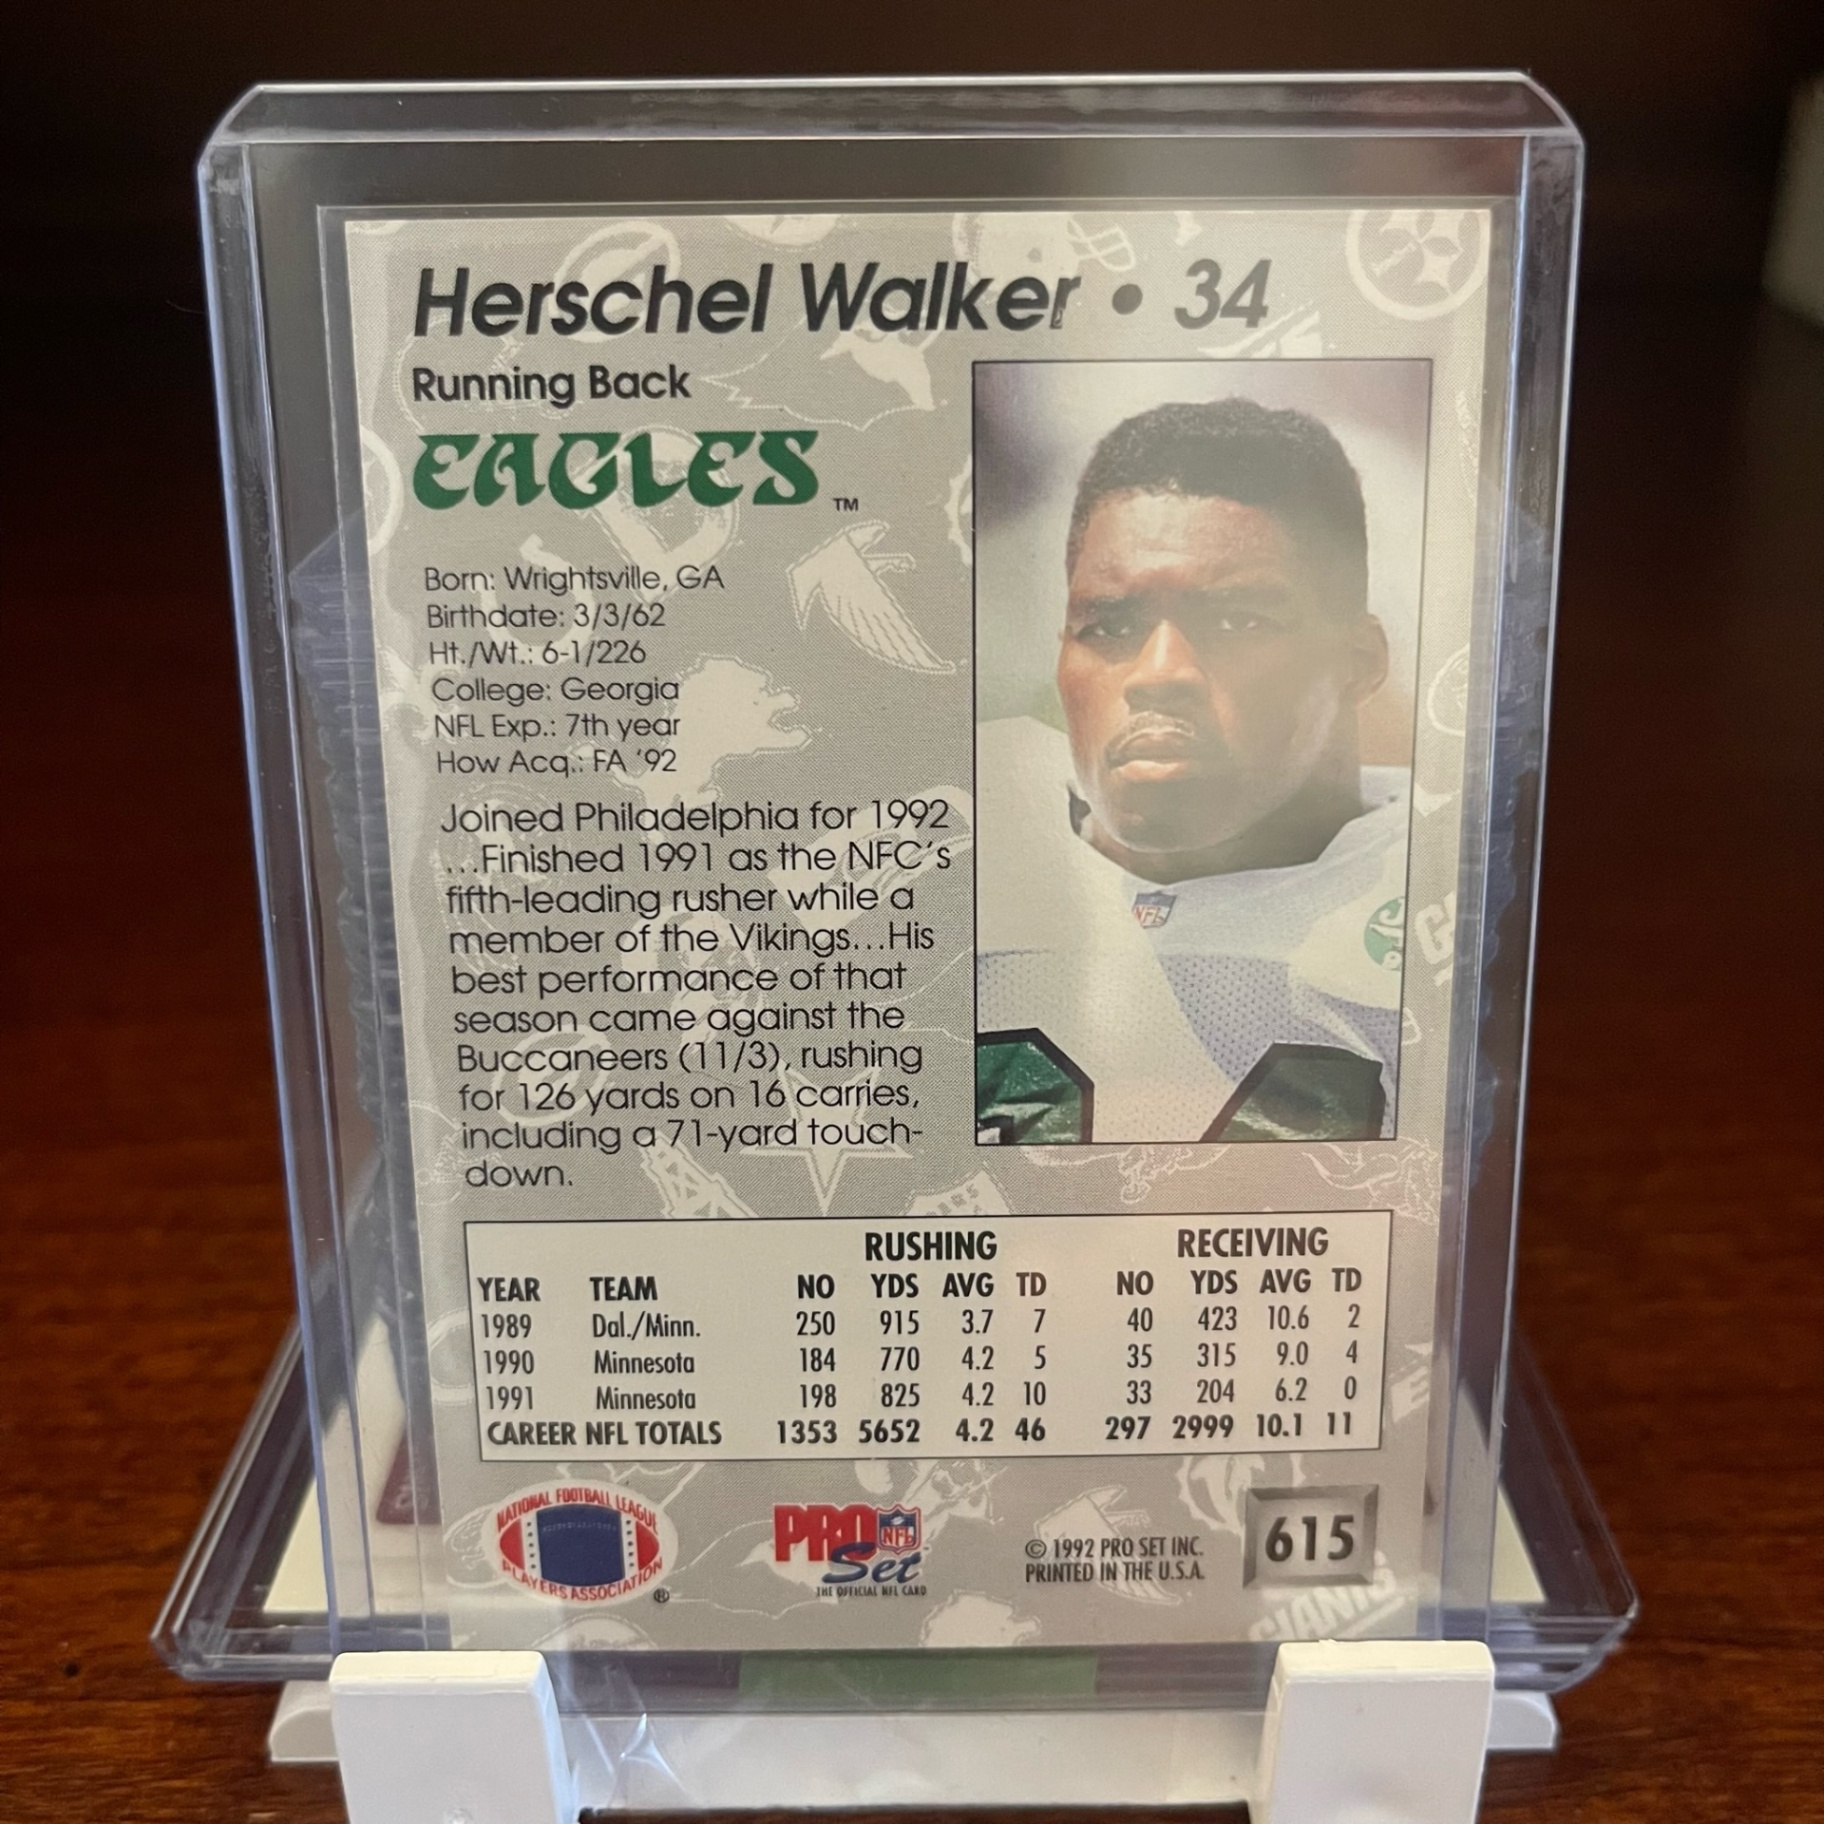 Herschel Walker • 34
Running Back
EAGLES ™
Born: Wrightsville, GA
Birthdate: 3/3/62
Ht./Wt.: 6-1/226
College: Georgia
NFL Exp.: 7th year
How Acq.: FA '92
Joined Philadelphia for 1992
...Finished 1991 as the NFC's
fifth-leading rusher while a
member of the Vikings...His
best performance of that
season came against the
Buccaneers (11/3), rushing
for 126 yards on 16 carries,
including a 71-yard touch-
down.
NFL
RUSHING RECEIVING
YEAR TEAM NO YDS AVG TD NO YDS AVG TD
1989 Dal./Minn. 250 915 3.7 7 40 423 10.6 2
1990 Minnesota 184 770 4.2 5 35 315 9.0 4
1991 Minnesota 198 825 4.2 10 33 204 6.2 0
CAREER NFL TOTALS 1353 5652 4.2 46 297 2999 10.1 11
NATIONAL FOOTBALL LEAGUE
PLAYERS ASSOCIATION ®
PRO NFL
Set
THE OFFICIAL NFL CARD
© 1992 PRO SET INC.
PRINTED IN THE U.S.A.
615
GIANTS